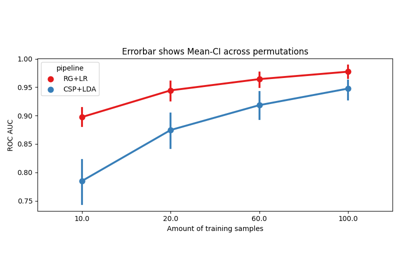 Errorbar shows Mean-CI across permutations
pipeline
RG+LR
CSP+LDA
ROC AUC
1.00
0.95
0.90
0.85
0.80
0.75
10.0 20.0 60.0 100.0
Amount of training samples